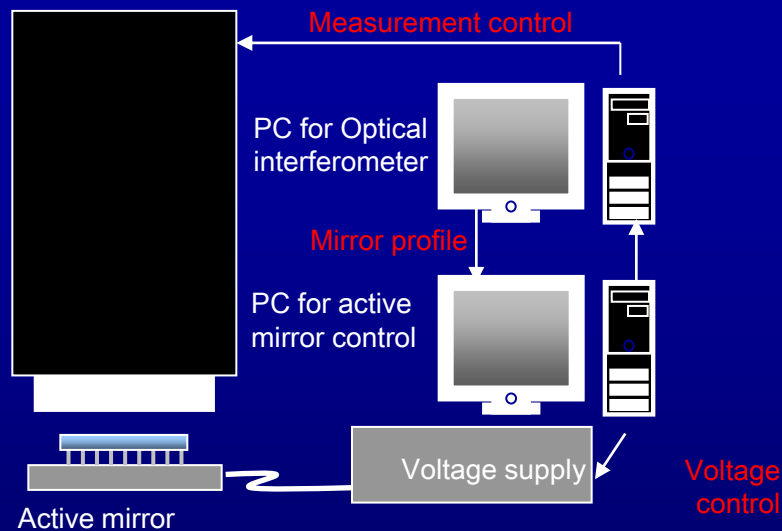 Measurement control
PC for Optical
interferometer
Mirror profile
PC for active
mirror control
Voltage supply
Voltage
control
Active mirror